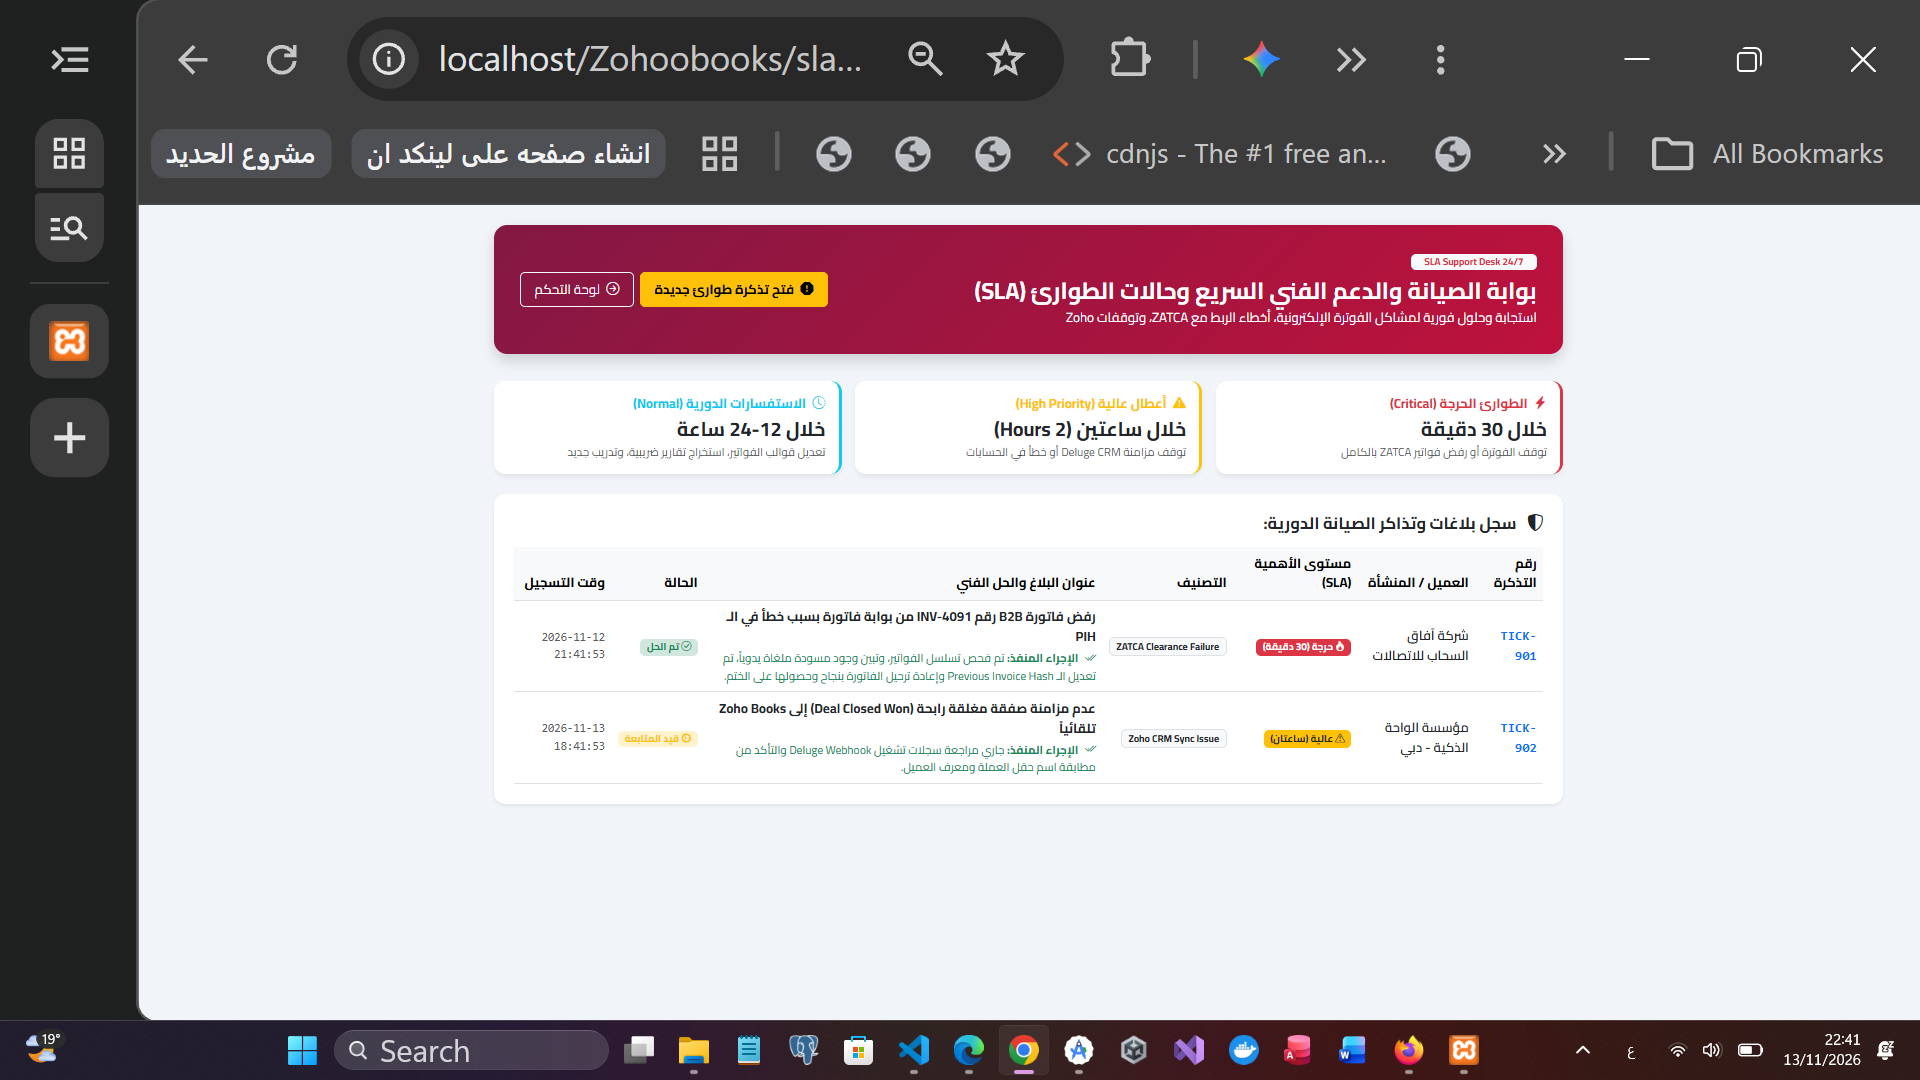 localhost/Zohoobooks/sla...
مشروع الحديد
انشاء صفحه على لينكد ان
cdnjs - The #1 free an...
All Bookmarks
SLA Support Desk 24/7
بوابة الصيانة والدعم الفني السريع وحالات الطوارئ (SLA)
استجابة وحلول فورية لمشاكل الفوترة الإلكترونية، أخطاء الربط مع ZATCA، وتوقفات Zoho
فتح تذكرة طوارئ جديدة
لوحة التحكم
الطوارئ الحرجة (Critical)
خلال 30 دقيقة
توقف الفوترة أو رفض فواتير ZATCA بالكامل
أعطال عالية (High Priority)
خلال ساعتين (2 Hours)
توقف مزامنة Deluge CRM أو خطأ في الحسابات
الاستفسارات الدورية (Normal)
خلال 12-24 ساعة
تعديل قوالب الفواتير، استخراج تقارير ضريبية، وتدريب جديد
سجل بلاغات وتذاكر الصيانة الدورية:
رقم التذكرة
العميل / المنشأة
مستوى الأهمية (SLA)
التصنيف
عنوان البلاغ والحل الفني
الحالة
وقت التسجيل
TICK-
901
شركة آفاق
السحاب للاتصالات
حرجة (30 دقيقة)
ZATCA Clearance Failure
رفض فاتورة B2B رقم INV-4091 من بوابة فاتورة بسبب خطأ في الـ
PIH
الإجراء المنفذ: تم فحص تسلسل الفواتير، وتبين وجود مسودة ملغاة يدوياً، تم
تعديل الـ Previous Invoice Hash وإعادة ترحيل الفاتورة بنجاح وحصولها على الختم.
تم الحل
2026-11-12
21:41:53
TICK-
902
مؤسسة الواحة
الذكية - دبي
عالية (ساعتان)
Zoho CRM Sync Issue
عدم مزامنة صفقة مغلقة رابحة (Deal Closed Won) إلى Zoho Books
تلقائياً
الإجراء المنفذ: جاري مراجعة سجلات تشغيل Deluge Webhook والتأكد من
مطابقة اسم حقل العملة ومعرف العميل.
قيد المتابعة
2026-11-13
18:41:53
19°
Search
ع
22:41
13/11/2026